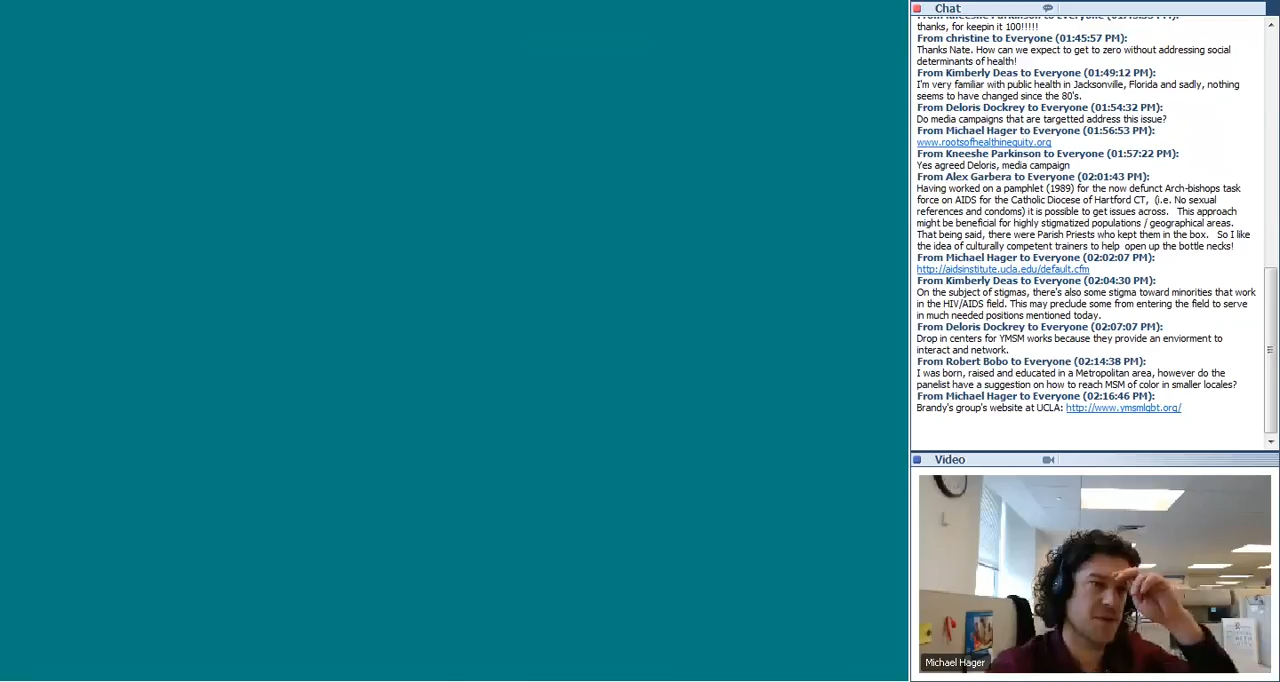 Chat
thanks, for keepin it 100!!!!!
From christine to Everyone (01:45:57 PM):
Thanks Nate. How can we expect to get to zero without addressing social
determinants of health!
From Kimberly Deas to Everyone (01:49:12 PM):
I'm very familiar with public health in Jacksonville, Florida and sadly, nothing
seems to have changed since the 80's.
From Deloris Dockrey to Everyone (01:54:32 PM):
Do media campaigns that are targetted address this issue?
From Michael Hager to Everyone (01:56:53 PM):
www.rootsofhealthinequity.org
From Kneeshe Parkinson to Everyone (01:57:22 PM):
Yes agreed Deloris, media campaign
From Alex Garbera to Everyone (02:01:43 PM):
Having worked on a pamphlet (1989) for the now defunct Arch-bishops task
force on AIDS for the Catholic Diocese of Hartford CT, (i.e. No sexual
references and condoms) it is possible to get issues across. This approach
might be beneficial for highly stigmatized populations / geographical areas.
That being said, there were Parish Priests who kept them in the box. So I like
the idea of culturally competent trainers to help open up the bottle necks!
From Michael Hager to Everyone (02:02:07 PM):
http://aidsinstitute.ucla.edu/default.cfm
From Kimberly Deas to Everyone (02:04:30 PM):
On the subject of stigmas, there's also some stigma toward minorities that work
in the HIV/AIDS field. This may preclude some from entering the field to serve
in much needed positions mentioned today.
From Deloris Dockrey to Everyone (02:07:07 PM):
Drop in centers for YMSM works because they provide an enviorment to
interact and network.
From Robert Bobo to Everyone (02:14:38 PM):
I was born, raised and educated in a Metropolitan area, however do the
panelist have a suggestion on how to reach MSM of color in smaller locales?
From Michael Hager to Everyone (02:16:46 PM):
Brandy's group's website at UCLA: http://www.ymsmlgbt.org/
Video
Michael Hager